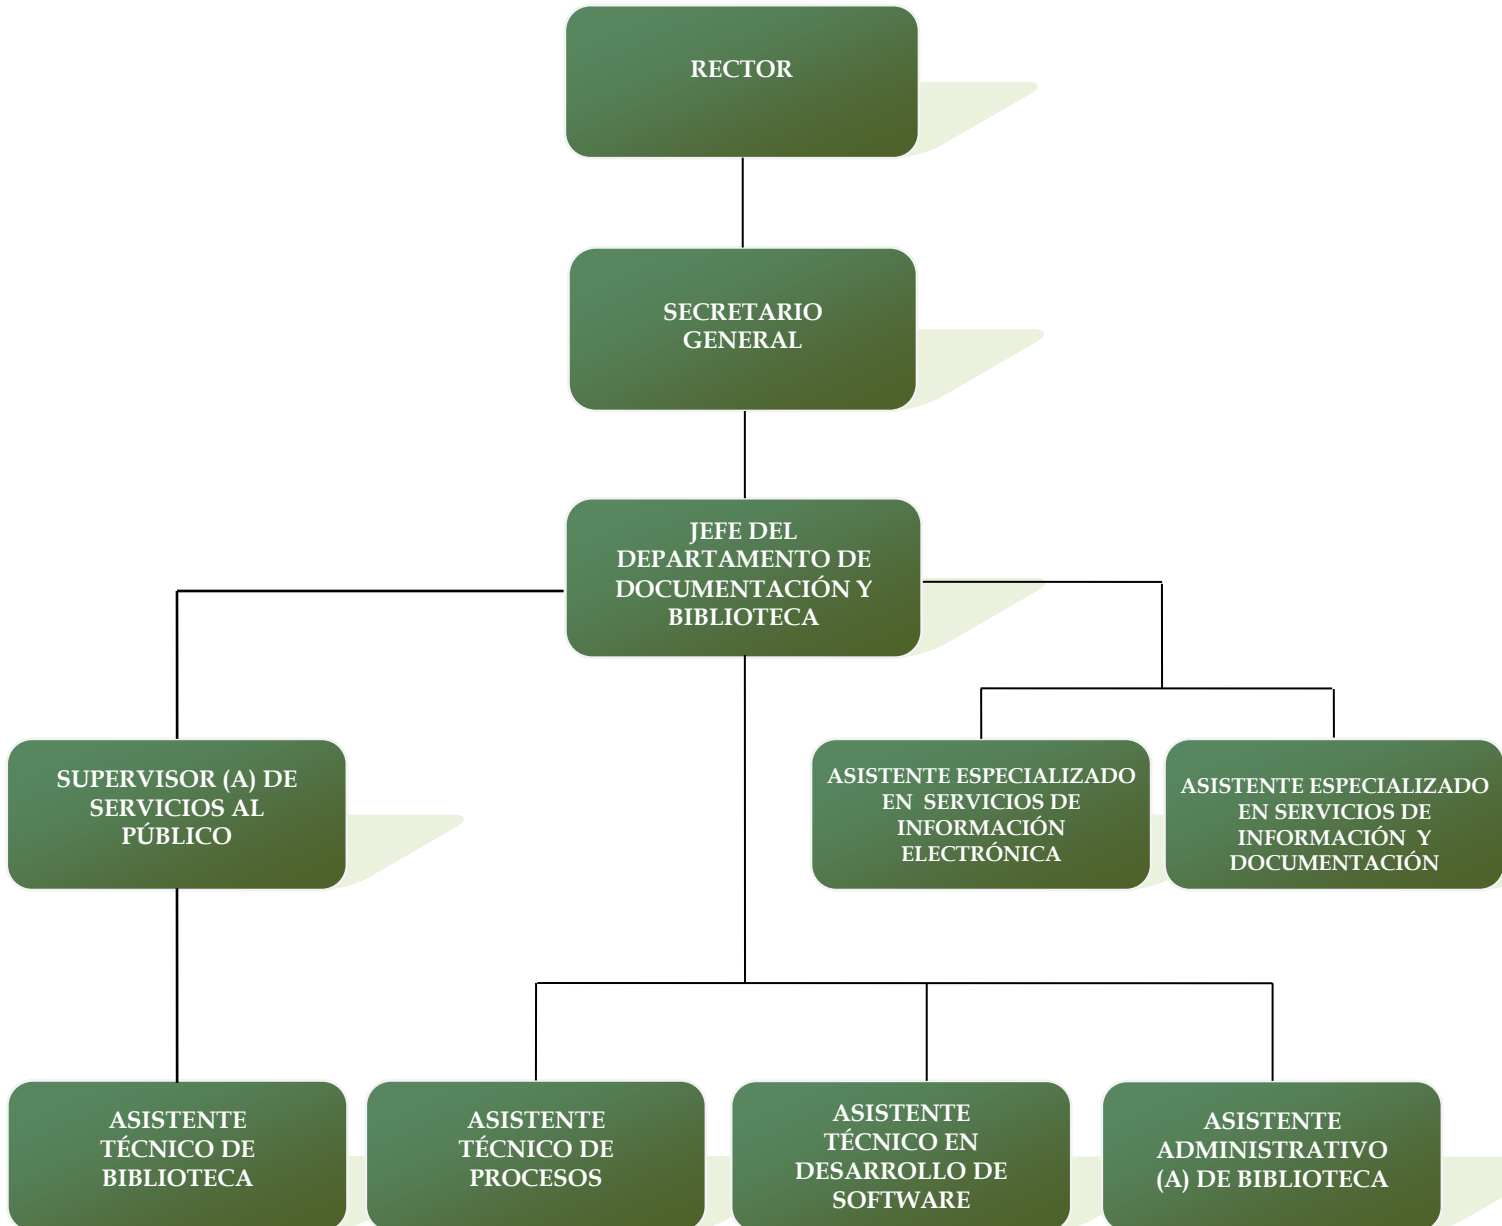 RECTOR
SECRETARIO
GENERAL
JEFE DEL
DEPARTAMENTO DE
DOCUMENTACIÓN Y
BIBLIOTECA
SUPERVISOR (A) DE
SERVICIOS AL
PÚBLICO
ASISTENTE ESPECIALIZADO
EN SERVICIOS DE
INFORMACIÓN
ELECTRÓNICA
ASISTENTE ESPECIALIZADO
EN SERVICIOS DE
INFORMACIÓN Y
DOCUMENTACIÓN
ASISTENTE
TÉCNICO DE
BIBLIOTECA
ASISTENTE
TÉCNICO DE
PROCESOS
ASISTENTE
TÉCNICO EN
DESARROLLO DE
SOFTWARE
ASISTENTE
ADMINISTRATIVO
(A) DE BIBLIOTECA